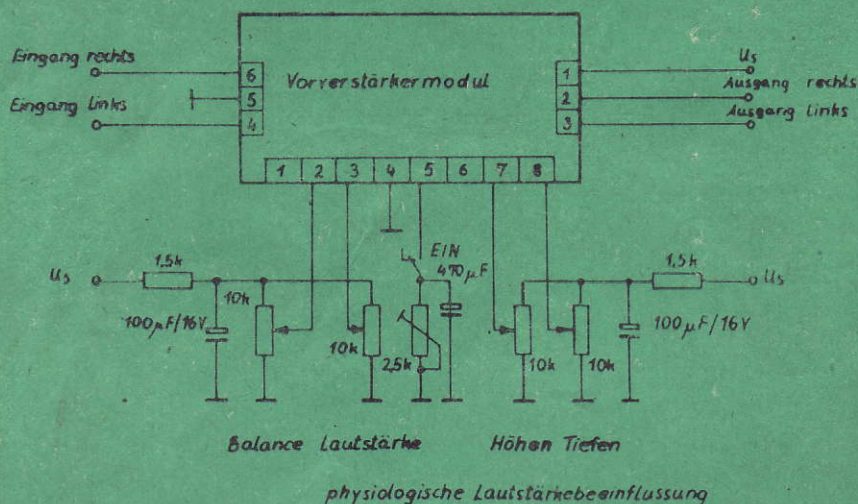 Eingang rechts
Eingang Links
6
5
4
Vorverstärkermodul
1
2
3
Us
Ausgang rechts
Ausgang Links
1 2 3 4 5 6 7 8
L
EIN
470µF
Us
1,5k
10k
100µF/16V
10k
2,5k
10k
10k
1,5k
Us
100µF/16V
Balance Lautstärke Höhen Tiefen
physiologische Lautstärkebeeinflussung